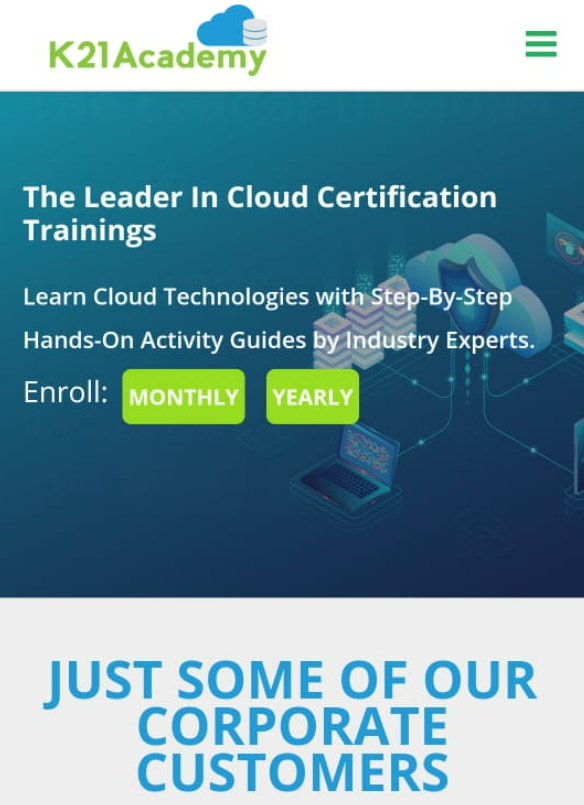 K21Academy
The Leader In Cloud Certification
Trainings
Learn Cloud Technologies with Step-By-Step
Hands-On Activity Guides by Industry Experts.
Enroll: MONTHLY YEARLY
JUST SOME OF OUR
CORPORATE
CUSTOMERS